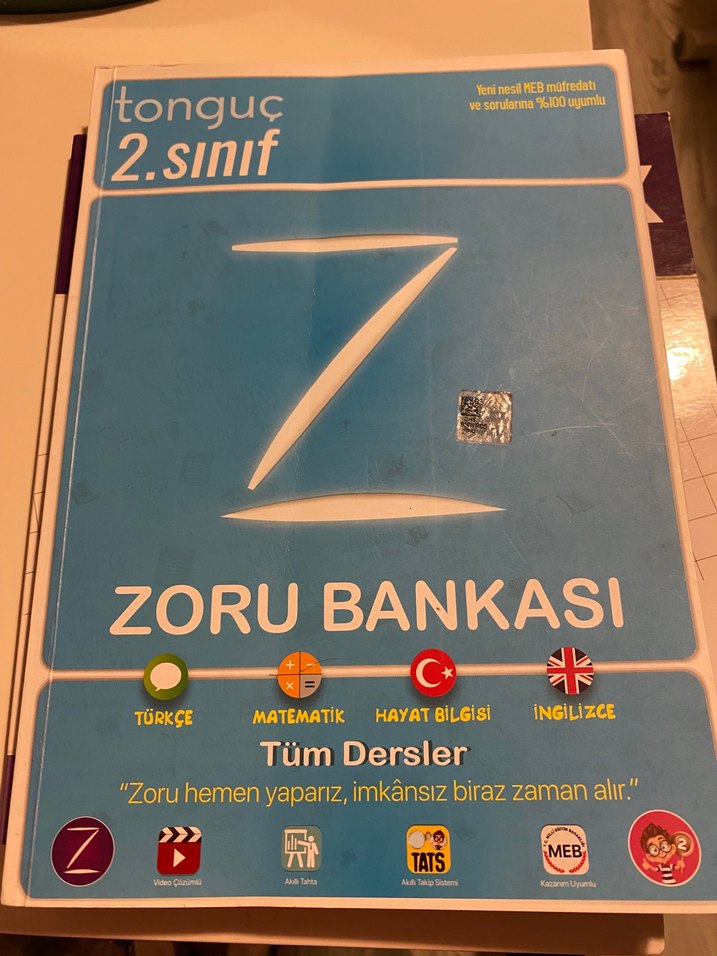 tonguç
2.sınıf
Yeni nesil MEB müfredatı
ve sorularına %100 uyumlu
Z
ZORU BANKASI
TÜRKÇE
MATEMATİK
HAYAT BİLGİSİ
İNGİLİZCE
Tüm Dersler
“Zoru hemen yaparız, imkânsız biraz zaman alır.”
Z
Video Çözümlü
Akıllı Tahta
TATS
Akıllı Takip Sistemi
MEB
Kazanım Uyumlu
2